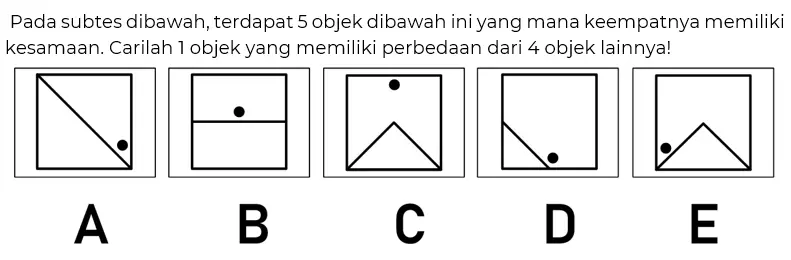 Pada subtes dibawah, terdapat 5 objek dibawah ini yang mana keempatnya memiliki
kesamaan. Carilah 1 objek yang memiliki perbedaan dari 4 objek lainnya!
A B C D E